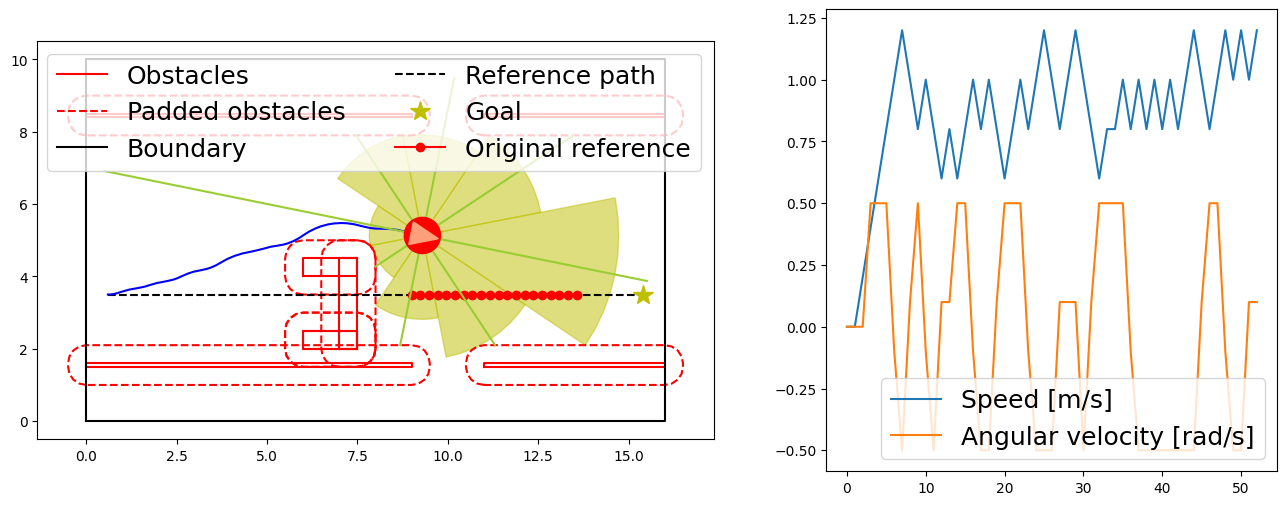 Obstacles
Padded obstacles
Boundary
Reference path
Goal
Original reference
10
8
6
4
2
0
0.0 2.5 5.0 7.5 10.0 12.5 15.0
1.25
1.00
0.75
0.50
0.25
0.00
−0.25
−0.50
Speed [m/s]
Angular velocity [rad/s]
0 10 20 30 40 50